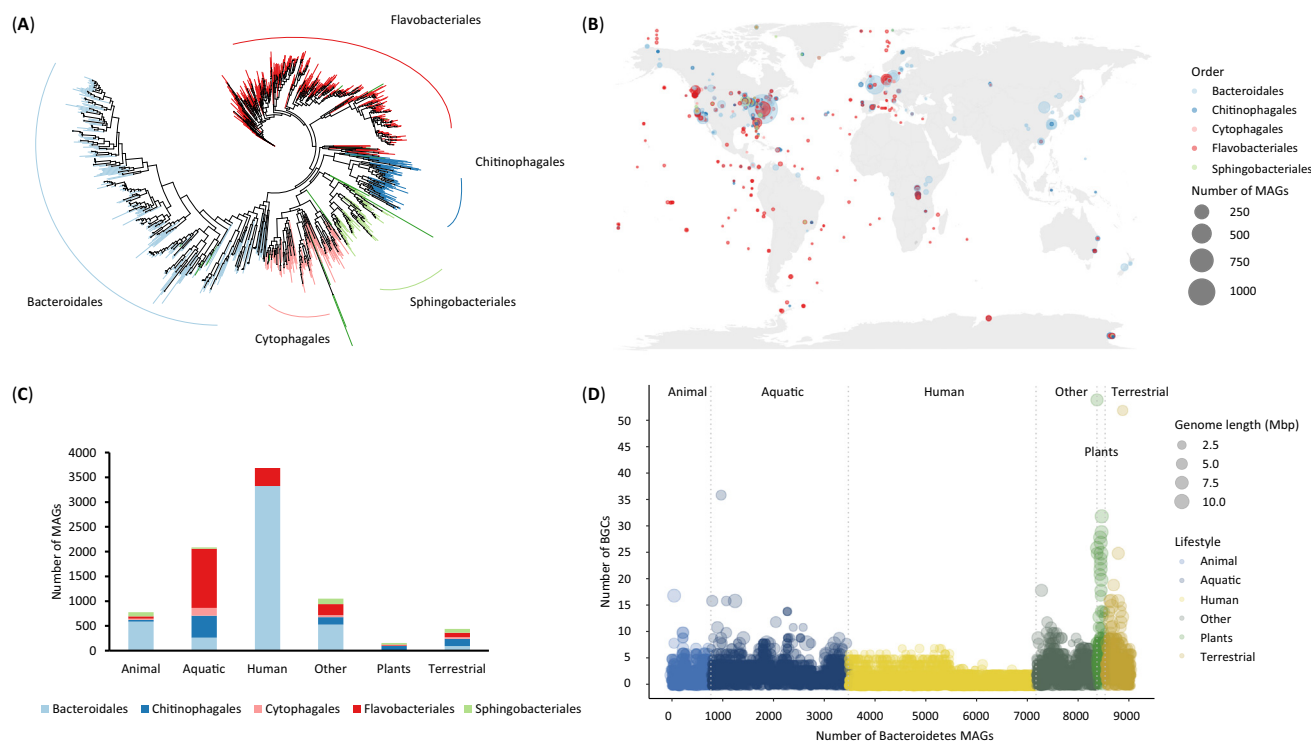 (A)
Flavobacteriales
Chitinophagales
Sphingobacteriales
Cytophagales
Bacteroidales
(B)
Order
Bacteroidales
Chitinophagales
Cytophagales
Flavobacteriales
Sphingobacteriales
Number of MAGs
250
500
750
1000
(C)
Number of MAGs
4000
3500
3000
2500
2000
1500
1000
500
0
Animal Aquatic Human Other Plants Terrestrial
Bacteroidales Chitinophagales Cytophagales Flavobacteriales Sphingobacteriales
(D)
Animal Aquatic Human Other Terrestrial
Plants
Number of BGCs
50
45
40
35
30
25
20
15
10
5
0
0 1000 2000 3000 4000 5000 6000 7000 8000 9000
Number of Bacteroidetes MAGs
Genome length (Mbp)
2.5
5.0
7.5
10.0
Lifestyle
Animal
Aquatic
Human
Other
Plants
Terrestrial